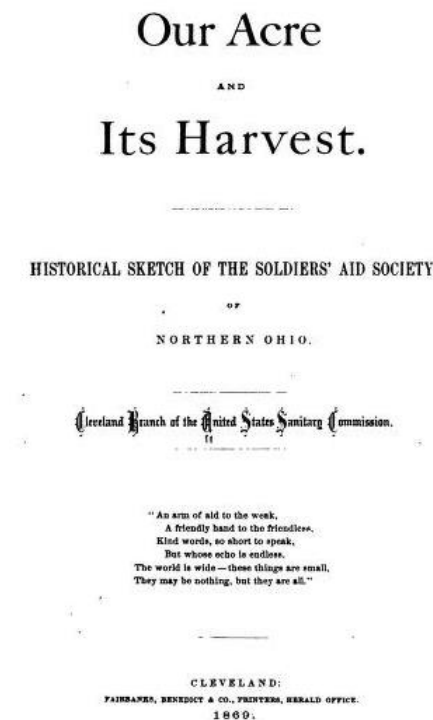 Our Acre
AND
Its Harvest.
HISTORICAL SKETCH OF THE SOLDIERS' AID SOCIETY
OF
NORTHERN OHIO.
Cleveland Branch of the United States Sanitary Commission.
"An arm of aid to the weak,
A friendly hand to the friendless,
Kind words, so short to speak,
But whose echo is endless.
The world is wide—these things are small,
They may be nothing, but they are all."
CLEVELAND:
FAIRBANKS, BENEDICT & CO., PRINTERS, HERALD OFFICE.
1869.